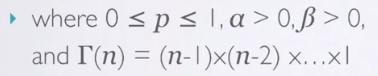 ▸ where 0 ≤ p ≤ 1, α > 0, β > 0,
and Γ(n) = (n-1)×(n-2) ×...×1